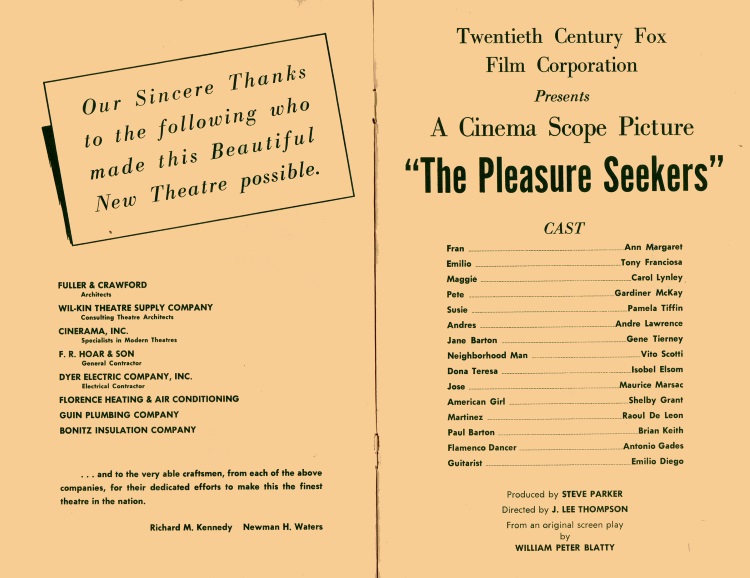 Our Sincere Thanks
to the following who
made this Beautiful
New Theatre possible.
FULLER & CRAWFORD
Architects
WIL-KIN THEATRE SUPPLY COMPANY
Consulting Theatre Architects
CINERAMA, INC.
Specialists in Modern Theatres
F. R. HOAR & SON
General Contractor
DYER ELECTRIC COMPANY, INC.
Electrical Contractor
FLORENCE HEATING & AIR CONDITIONING
GUIN PLUMBING COMPANY
BONITZ INSULATION COMPANY
. . . and to the very able craftsmen, from each of the above
companies, for their dedicated efforts to make this the finest
theatre in the nation.
Richard M. Kennedy Newman H. Waters
Twentieth Century Fox
Film Corporation
Presents
A Cinema Scope Picture
“The Pleasure Seekers”
CAST
Fran Ann Margaret
Emilio Tony Franciosa
Maggie Carol Lynley
Pete Gardiner McKay
Susie Pamela Tiffin
Andres Andre Lawrence
Jane Barton Gene Tierney
Neighborhood Man Vito Scotti
Dona Teresa Isobel Elsom
Jose Maurice Marsac
American Girl Shelby Grant
Martinez Raoul De Leon
Paul Barton Brian Keith
Flamenco Dancer Antonio Gades
Guitarist Emilio Diego
Produced by STEVE PARKER
Directed by J. LEE THOMPSON
From an original screen play
by
WILLIAM PETER BLATTY